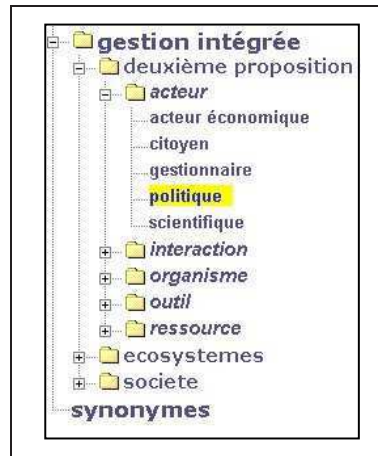 gestion intégrée
deuxième proposition
acteur
acteur économique
citoyen
gestionnaire
politique
scientifique
interaction
organisme
outil
ressource
ecosystemes
societe
synonymes